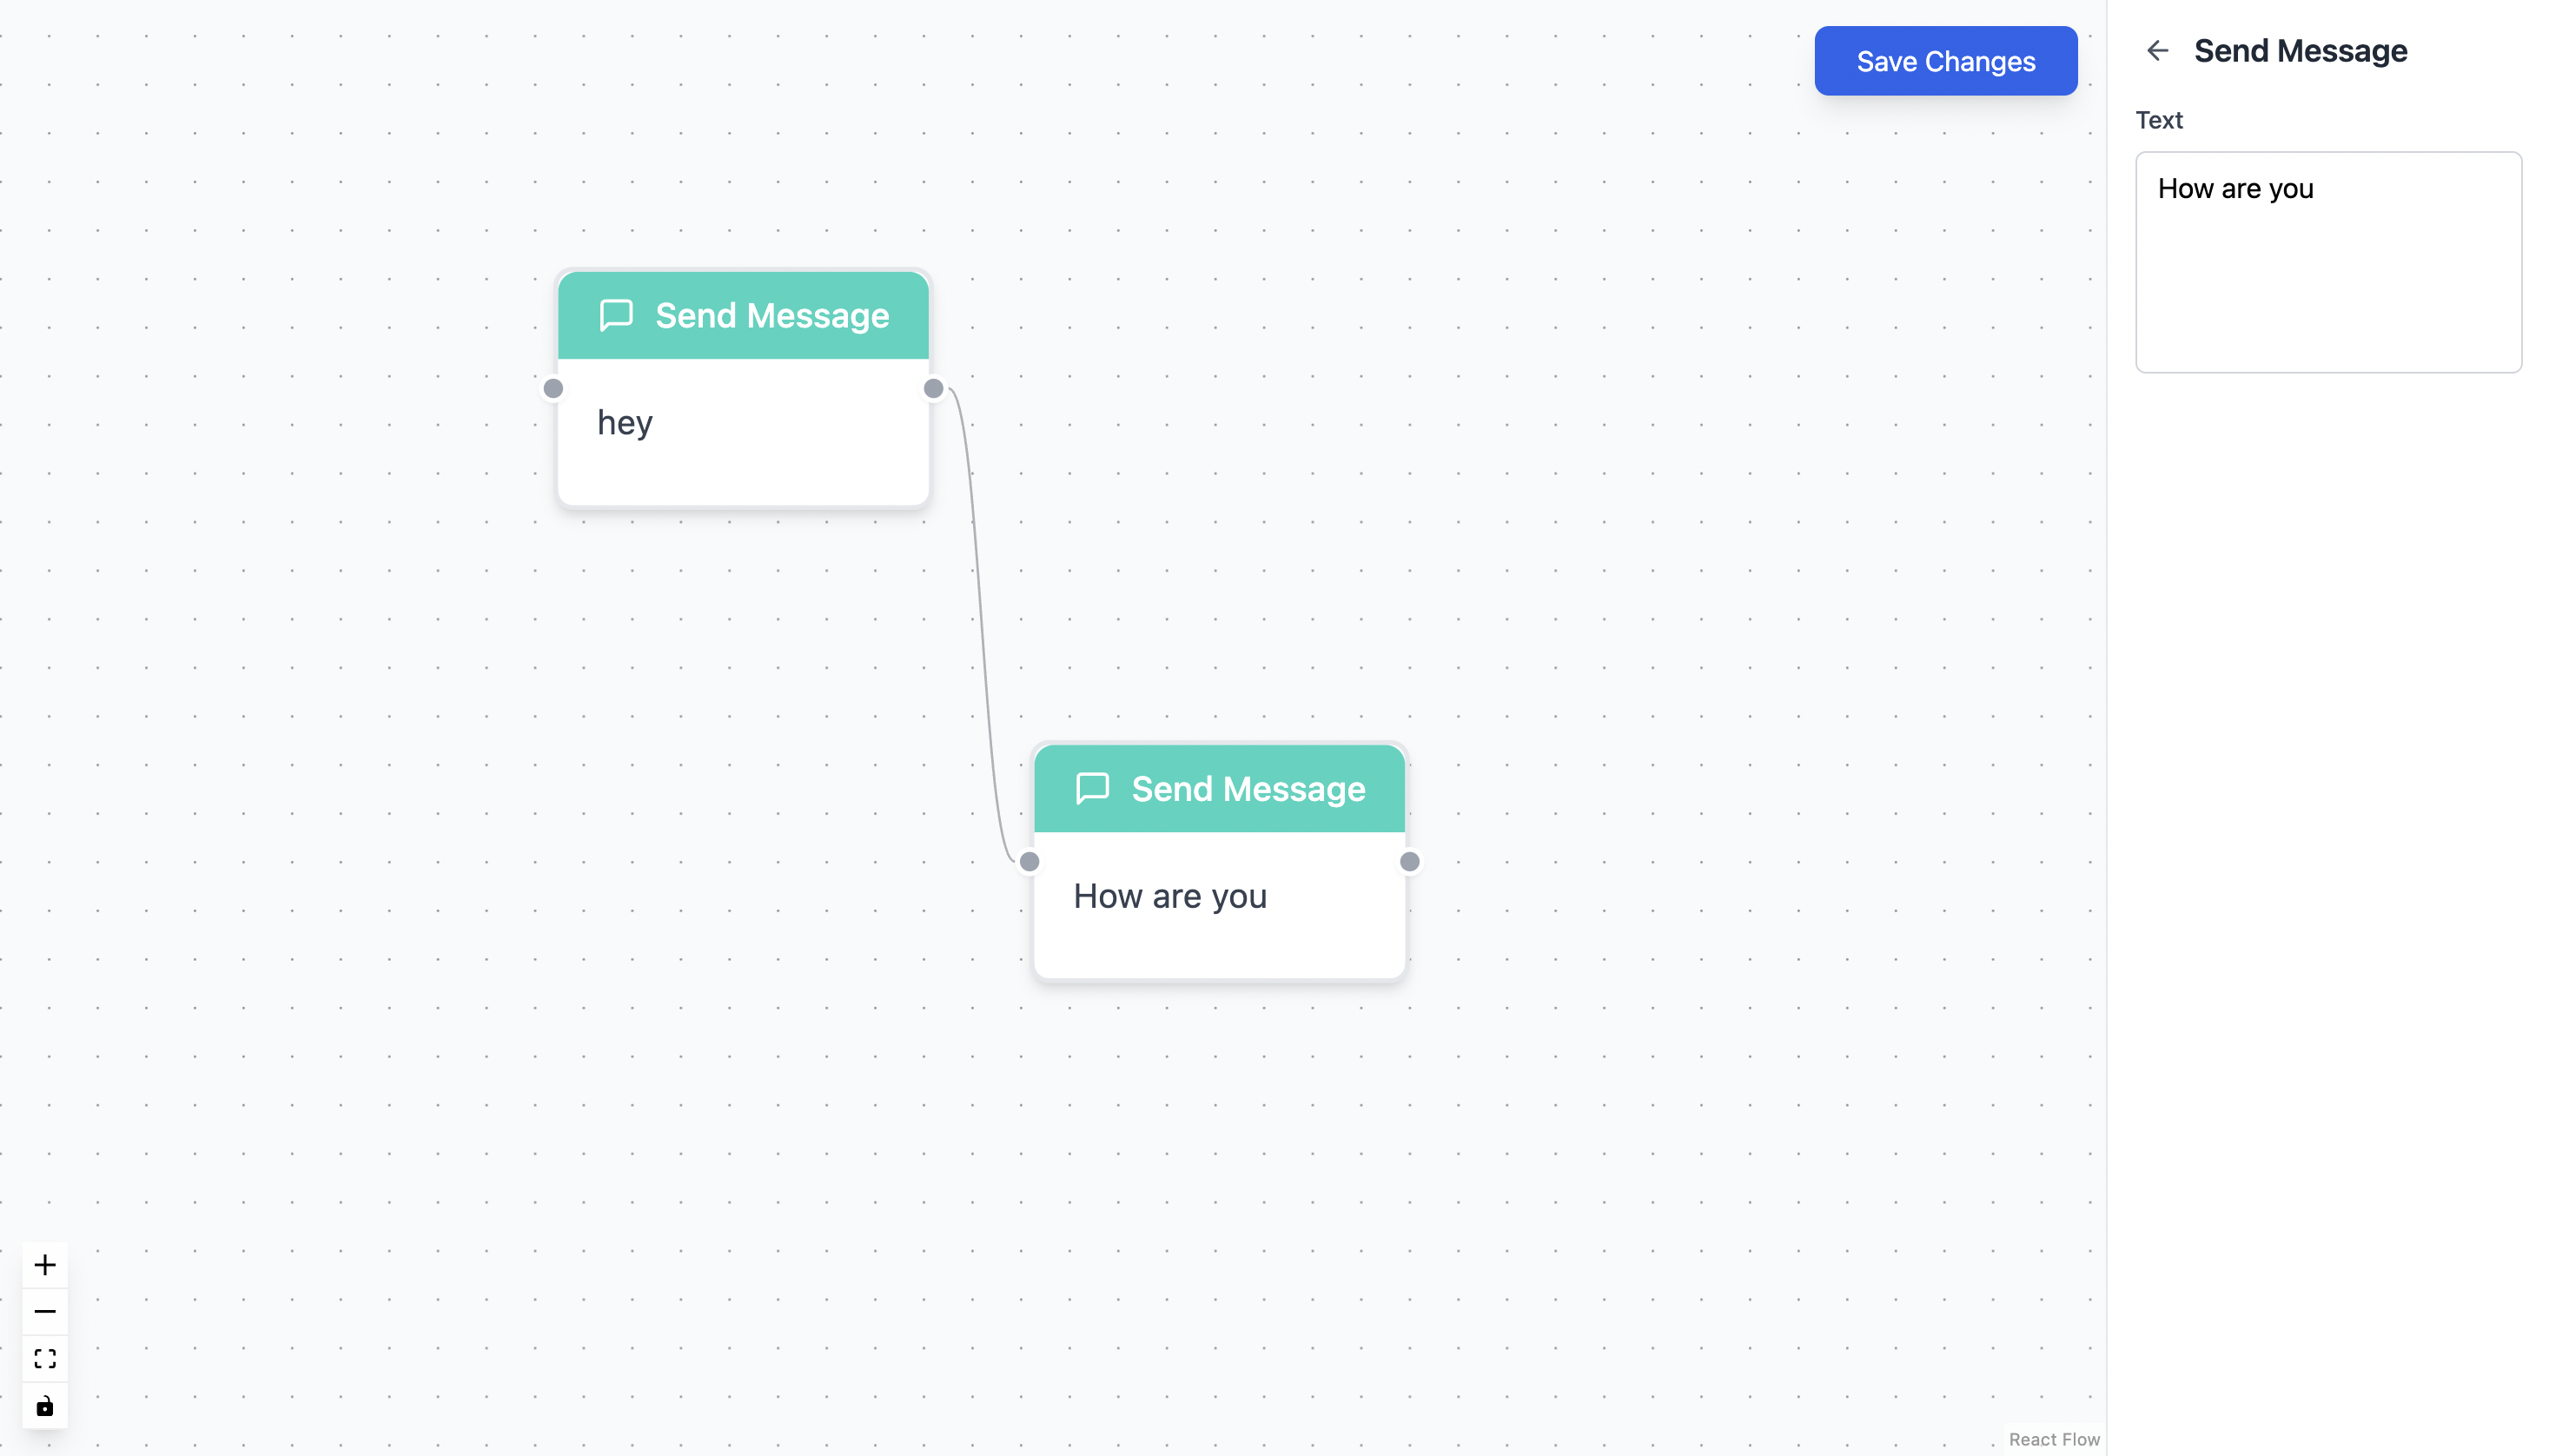 Save Changes
Send Message
Text
How are you
Send Message
hey
Send Message
How are you
React Flow